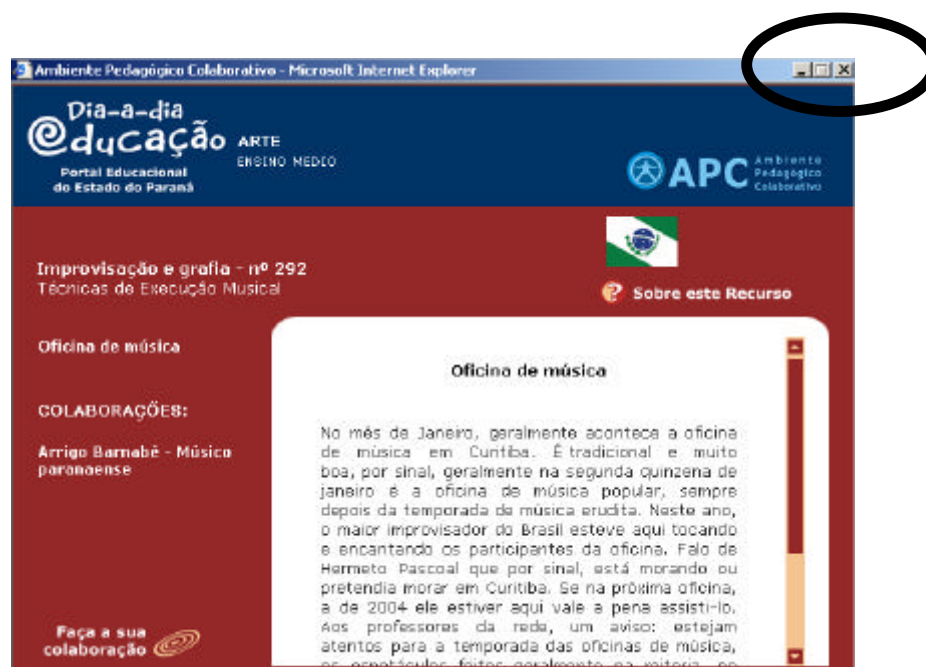 Ambiente Pedagógico Colaborativo - Microsoft Internet Explorer
Dia-a-dia
educação
ARTE
ENSINO MEDIO
Portal Educacional
do Estado do Paraná
APC
Ambiente
Pedagógico
Colaborativo
Improvisação e grafia - nº 292
Técnicas de Execução Musical
Sobre este Recurso
Oficina de música
COLABORAÇÕES:
Arrigo Barnabé - Músico
paranaense
Faça a sua
colaboração
Oficina de música
No mês de Janeiro, geralmente acontece a oficina
de música em Curitiba. É tradicional e muito
boa, por sinal, geralmente na segunda quinzena de
janeiro é a oficina de música popular, sempre
depois da temporada de música erudita. Neste ano,
o maior improvisador do Brasil esteve aqui tocando
e encantando os participantes da oficina. Falo de
Hermeto Pascoal que por sinal, está morando ou
pretendia morar em Curitiba. Se na próxima oficina,
a de 2004 ele estiver aqui vale a pena assisti-lo.
Aos professores da rede, um aviso: estejam
atentos para a temporada das oficinas de música,
os espetáculos feitos geralmente na reitoria, no